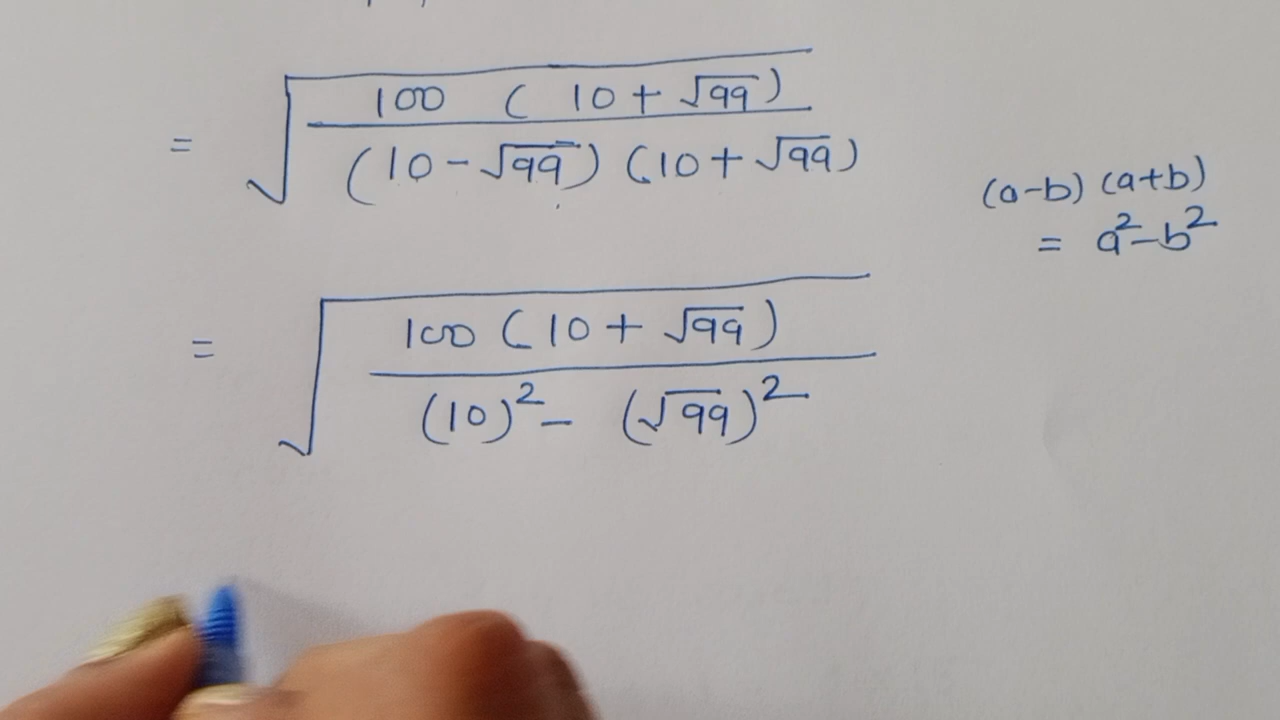 = √(100 (10 + √99) / (10 - √99) (10 + √99))
(a-b) (a+b)
= a² - b²
= √(100 (10 + √99) / (10)² - (√99)²)